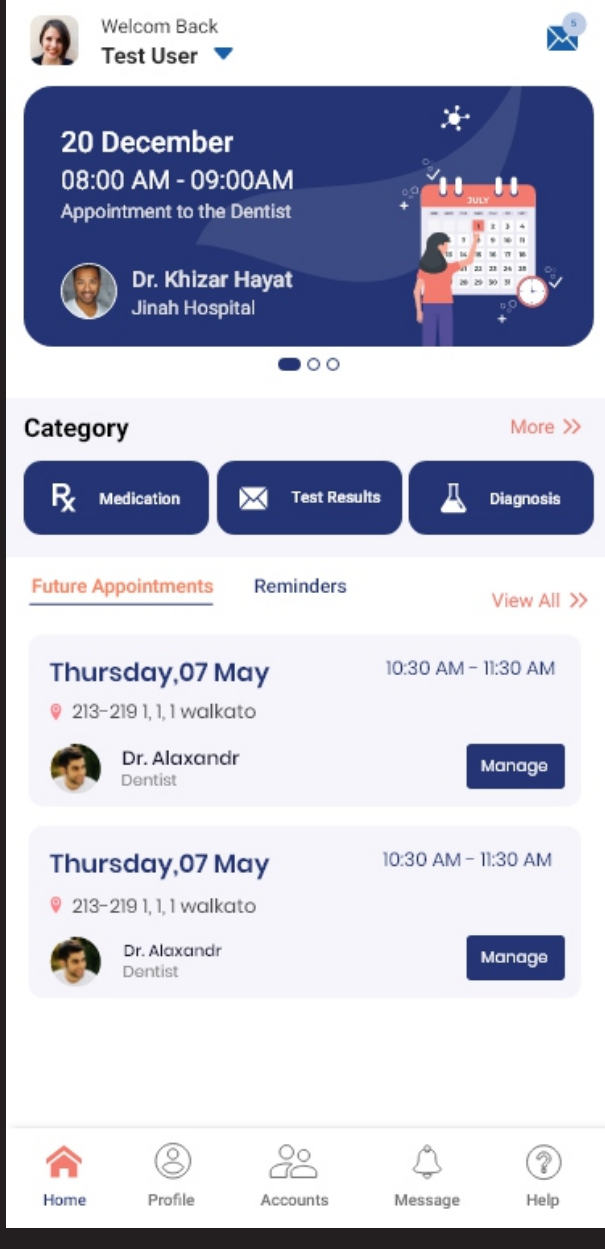 Welcom Back
5
Test User
20 December
08:00 AM - 09:00AM
Appointment to the Dentist
JULY
Dr. Khizar Hayat
Jinah Hospital
Category
More
Rx Medication
Test Results
Diagnosis
Future Appointments
Reminders
View All
Thursday,07 May
10:30 AM - 11:30 AM
213-219 1, 1, 1 walkato
Dr. Alaxandr
Dentist
Manage
Thursday,07 May
10:30 AM - 11:30 AM
213-219 1, 1, 1 walkato
Dr. Alaxandr
Dentist
Manage
Home
Profile
Accounts
Message
Help